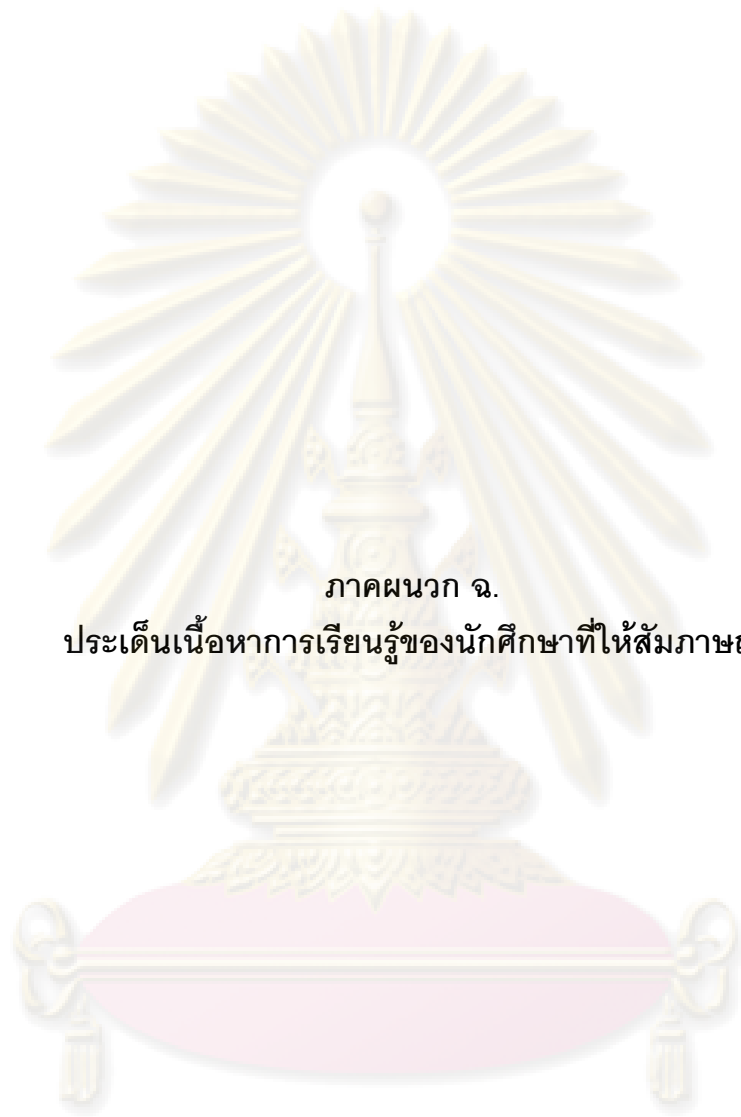 ภาคผนวก ฉ.
ประเด็นเนื้อหาการเรียนรู้ของนักศึกษาที่ให้สัมภาษ